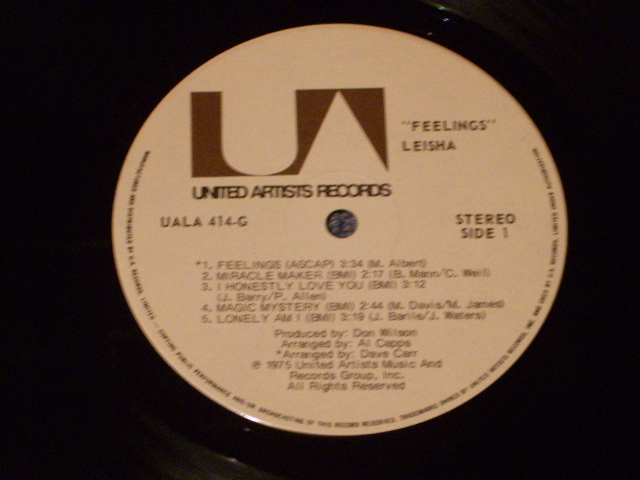 UA
"FEELINGS"
LEISHA
UNITED ARTISTS RECORDS
UALA 414-G
STEREO
SIDE 1
*1. FEELINGS (ASCAP) 3:34 (M. Albert)
2. MIRACLE MAKER (BMI) 2:17 (B. Mann/C. Weil)
3. I HONESTLY LOVE YOU (BMI) 3:12
(J. Barry/P. Allen)
4. MAGIC MYSTERY (BMI) 2:44 (M. Davis/M. James)
5. LONELY AM I (BMI) 3:19 (J. Barile/J. Waters)
Produced by: Don Wilson
Arranged by: Al Capps
*Arranged by: Dave Carr
℗ 1975 United Artists Music And
Records Group, Inc.
All Rights Reserved